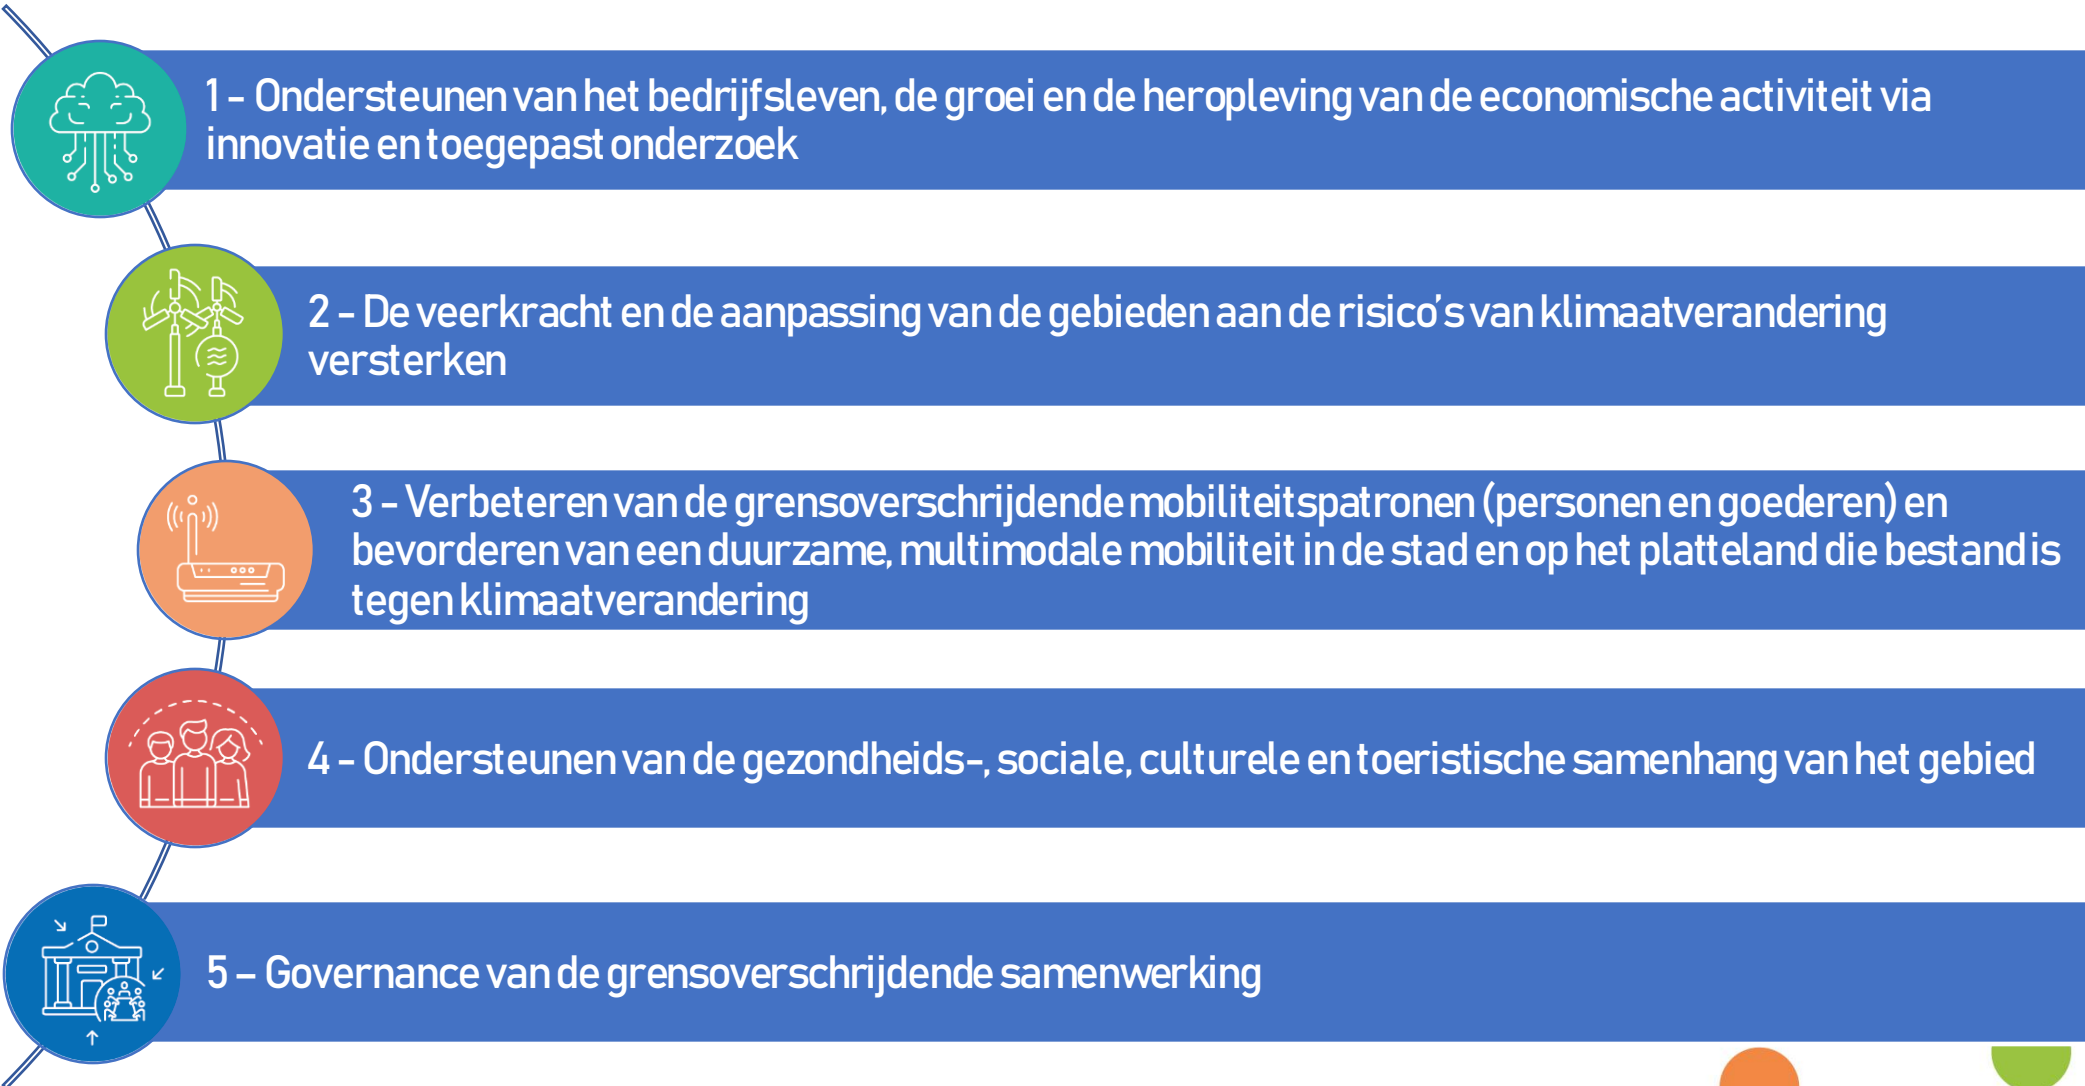 1 – Ondersteunen van het bedrijfsleven, de groei en de heropleving van de economische activiteit via
innovatie en toegepast onderzoek
2 – De veerkracht en de aanpassing van de gebieden aan de risico’s van klimaatverandering
versterken
3 – Verbeteren van de grensoverschrijdende mobiliteitspatronen (personen en goederen) en
bevorderen van een duurzame, multimodale mobiliteit in de stad en op het platteland die bestand is
tegen klimaatverandering
4 – Ondersteunen van de gezondheids-, sociale, culturele en toeristische samenhang van het gebied
5 – Governance van de grensoverschrijdende samenwerking